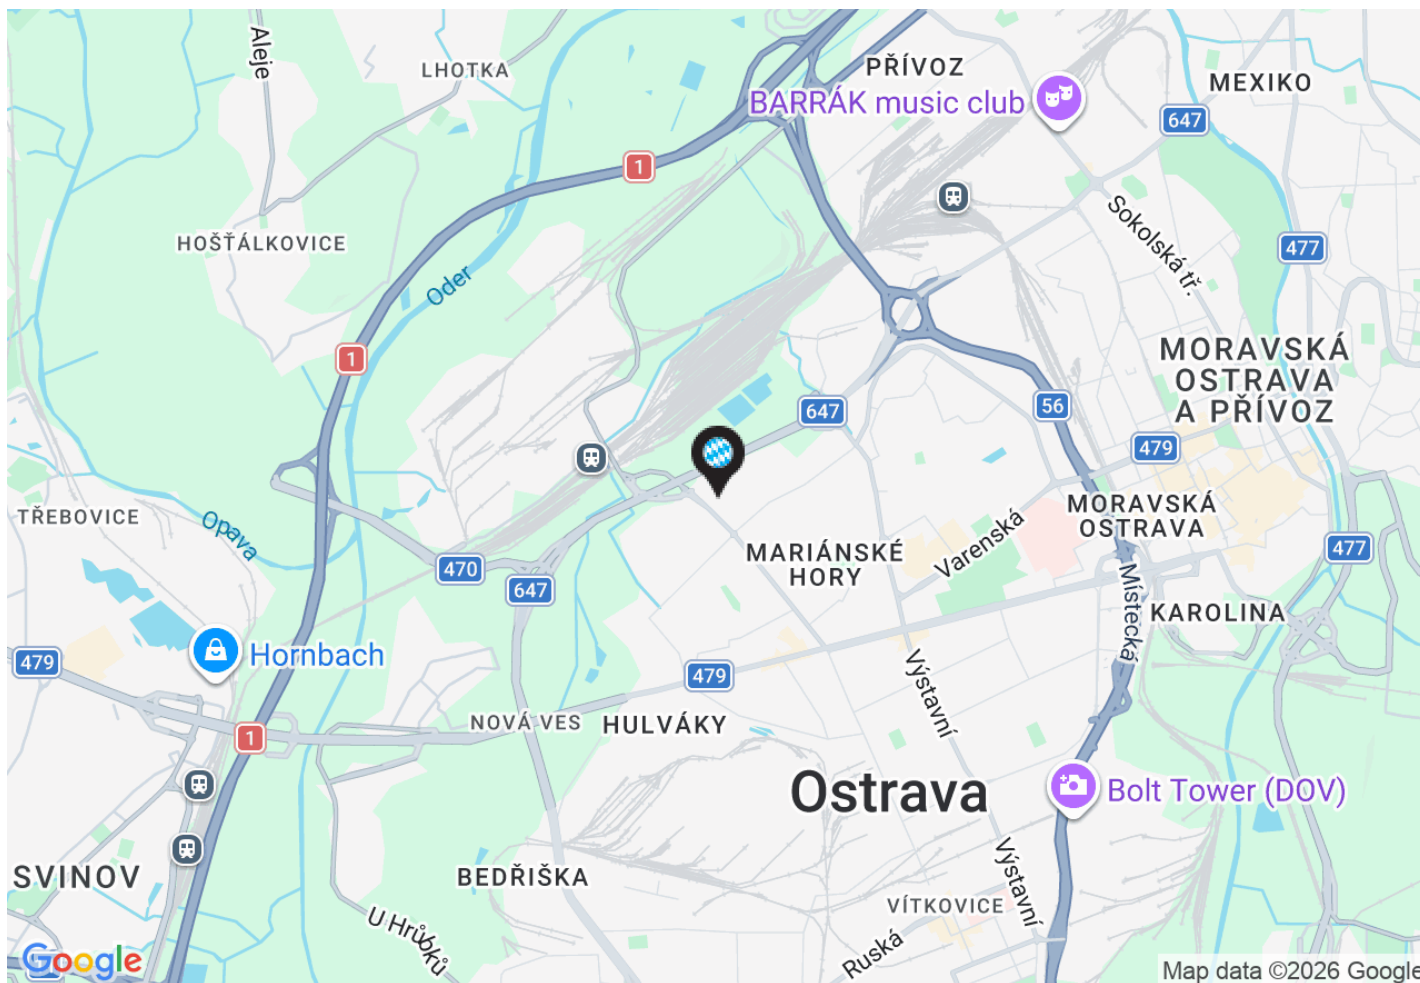 Aleje
LHOTKA
PŘÍVOZ
MEXIKO
BARRÁK music club
647
1
Sokolská tř.
HOŠŤÁLKOVICE
477
Oder
1
MORAVSKÁ
OSTRAVA
A PŘÍVOZ
56
647
479
TŘEBOVICE
Opava
MORAVSKÁ
OSTRAVA
Varenská
MARIÁNSKÉ
HORY
477
470
647
Místecká
KAROLINA
Hornbach
479
479
Výstavní
NOVÁ VES
HULVÁKY
1
Ostrava
Bolt Tower (DOV)
SVINOV
BEDŘIŠKA
Výstavní
VÍTKOVICE
U Hrůbků
Ruská
Google
Map data ©2026 Google